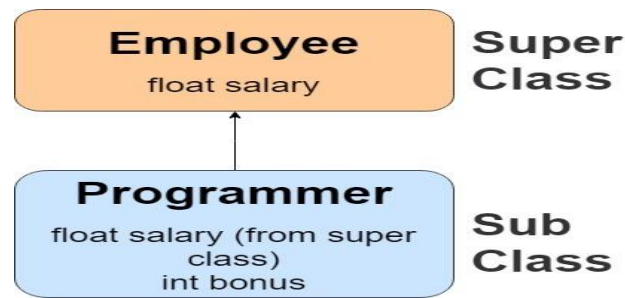 Employee
float salary
Super
Class
Programmer
float salary (from super
class)
int bonus
Sub
Class